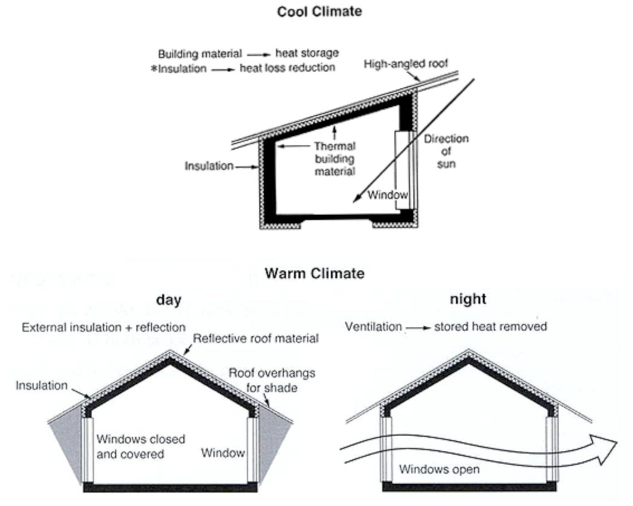 Cool Climate
Building material → heat storage
*Insulation → heat loss reduction
High-angled roof
Direction
of
sun
Thermal
building
material
Insulation
Window
Warm Climate
day
External insulation + reflection
Reflective roof material
Roof overhangs
for shade
Insulation
Windows closed
and covered
Window
night
Ventilation → stored heat removed
Windows open